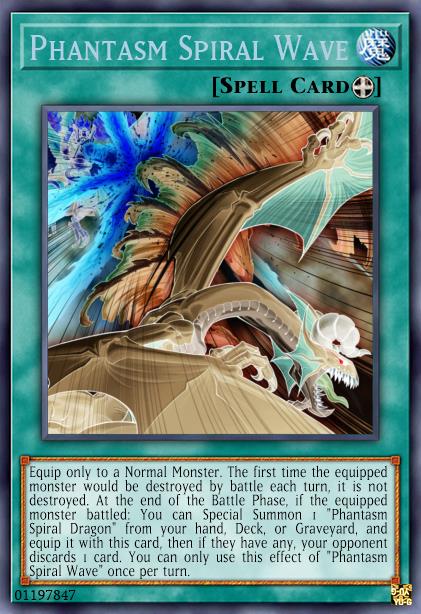 Phantasm Spiral Wave
[Spell Card]
Equip only to a Normal Monster. The first time the equipped
monster would be destroyed by battle each turn, it is not
destroyed. At the end of the Battle Phase, if the equipped
monster battled: You can Special Summon 1 "Phantasm
Spiral Dragon" from your hand, Deck, or Graveyard, and
equip it with this card, then if they have any, your opponent
discards 1 card. You can only use this effect of "Phantasm
Spiral Wave" once per turn.
01197847